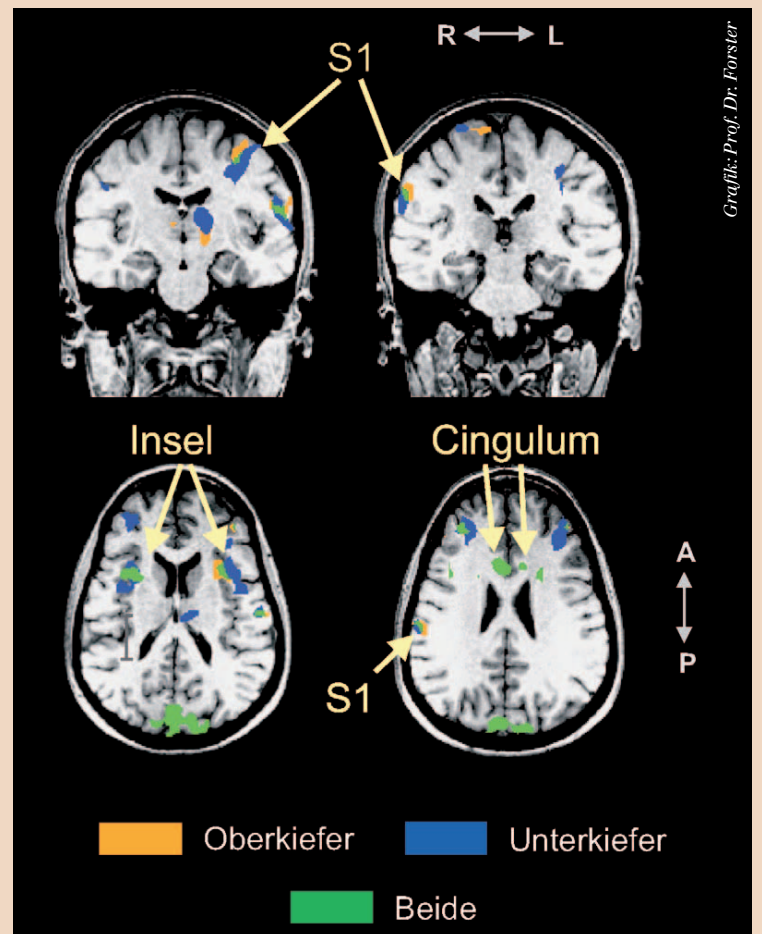 R L
S1
Grafik: Prof. Dr. Forster
Insel
Cingulum
A
P
S1
Oberkiefer
Unterkiefer
Beide